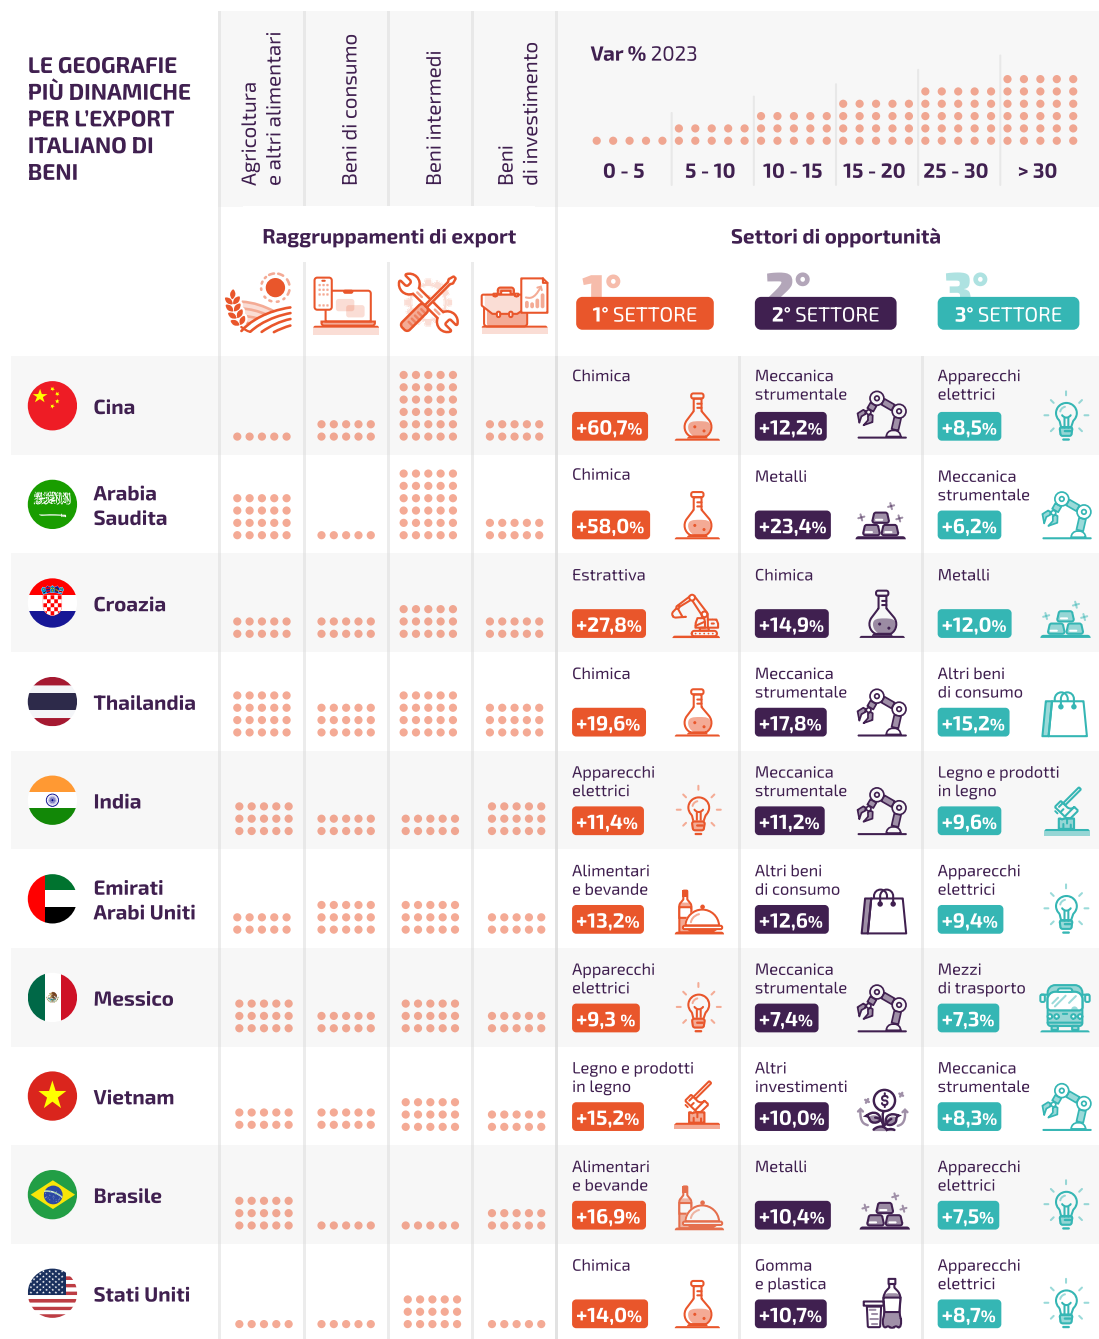 LE GEOGRAFIE
PIÙ DINAMICHE
PER L'EXPORT
ITALIANO DI
BENI
Agricoltura
e altri alimentari
Beni di consumo
Beni intermedi
Beni
di investimento
Var % 2023
0 - 5
5 - 10
10 - 15
15 - 20
25 - 30
> 30
Raggruppamenti di export
Settori di opportunità
1°
2°
3°
1° SETTORE
2° SETTORE
3° SETTORE
Cina
Chimica
+60,7%
Meccanica
strumentale
+12,2%
Apparecchi
elettrici
+8,5%
Arabia
Saudita
Chimica
+58,0%
Metalli
+23,4%
Meccanica
strumentale
+6,2%
Croazia
Estrattiva
+27,8%
Chimica
+14,9%
Metalli
+12,0%
Thailandia
Chimica
+19,6%
Meccanica
strumentale
+17,8%
Altri beni
di consumo
+15,2%
India
Apparecchi
elettrici
+11,4%
Meccanica
strumentale
+11,2%
Legno e prodotti
in legno
+9,6%
Emirati
Arabi Uniti
Alimentari
e bevande
+13,2%
Altri beni
di consumo
+12,6%
Apparecchi
elettrici
+9,4%
Messico
Apparecchi
elettrici
+9,3 %
Meccanica
strumentale
+7,4%
Mezzi
di trasporto
+7,3%
Vietnam
Legno e prodotti
in legno
+15,2%
Altri
investimenti
+10,0%
$
Meccanica
strumentale
+8,3%
Brasile
Alimentari
e bevande
+16,9%
Metalli
+10,4%
Apparecchi
elettrici
+7,5%
Stati Uniti
Chimica
+14,0%
Gomma
e plastica
+10,7%
Apparecchi
elettrici
+8,7%